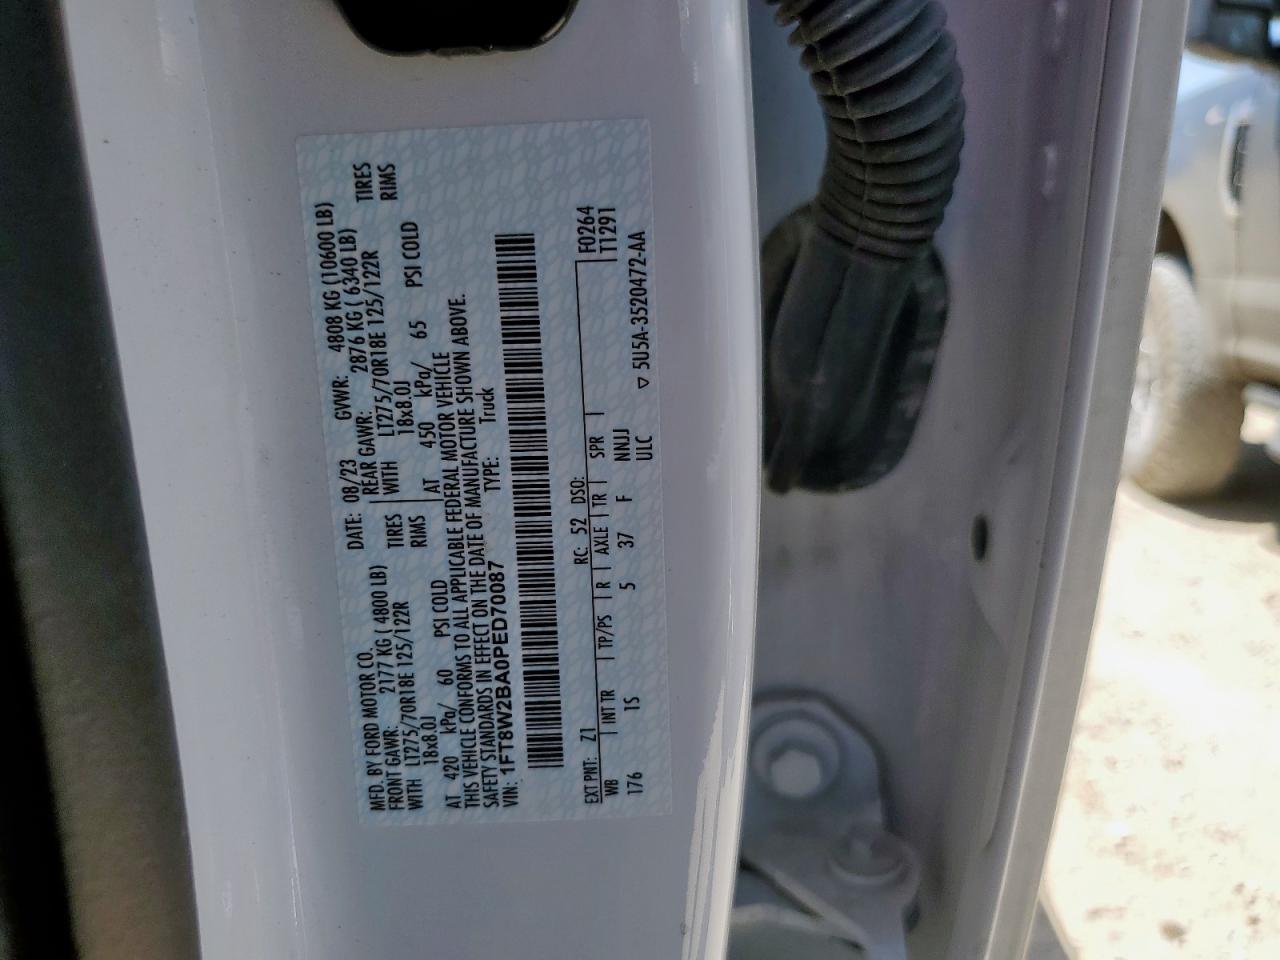 MFD. BY FORD MOTOR CO.
DATE: 08/23 GVWR: 4808 KG (10600 LB)
FRONT GAWR: 2177 KG ( 4800 LB) REAR GAWR: 2876 KG ( 6340 LB)
WITH LT275/70R18E 125/122R TIRES WITH LT275/70R18E 125/122R TIRES
18x8.0J RIMS 18x8.0J RIMS
AT 420 kPa/ 60 PSI COLD AT 450 kPa/ 65 PSI COLD
THIS VEHICLE CONFORMS TO ALL APPLICABLE FEDERAL MOTOR VEHICLE
SAFETY STANDARDS IN EFFECT ON THE DATE OF MANUFACTURE SHOWN ABOVE.
VIN: 1FT8W2BA0PED70087 TYPE: Truck
F0264
T1291
EXT PNT: Z1 RC: 52 DSO:
WB INT TR TP/PS R AXLE TR SPR
176 1S 5 37 F NNJJ
ULC
▽ 5U5A-3520472-AA